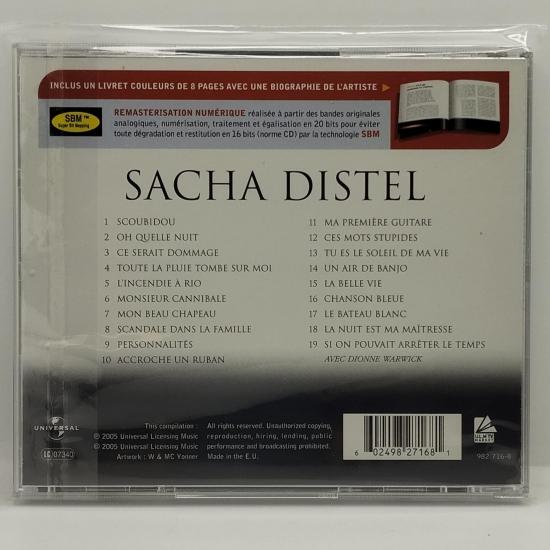 INCLUS UN LIVRET COULEURS DE 8 PAGES AVEC UNE BIOGRAPHIE DE L'ARTISTE
SBM™
Super Bit Mapping
REMASTERISATION NUMÉRIQUE réalisée à partir des bandes originales
analogiques, numérisation, traitement et égalisation en 20 bits pour éviter
toute dégradation et restitution en 16 bits (norme CD) par la technologie SBM
SACHA DISTEL
1 SCOUBIDOU
2 OH QUELLE NUIT
3 CE SERAIT DOMMAGE
4 TOUTE LA PLUIE TOMBE SUR MOI
5 L'INCENDIE À RIO
6 MONSIEUR CANNIBALE
7 MON BEAU CHAPEAU
8 SCANDALE DANS LA FAMILLE
9 PERSONNALITÉS
10 ACCROCHE UN RUBAN
11 MA PREMIÈRE GUITARE
12 CES MOTS STUPIDES
13 TU ES LE SOLEIL DE MA VIE
14 UN AIR DE BANJO
15 LA BELLE VIE
16 CHANSON BLEUE
17 LE BATEAU BLANC
18 LA NUIT EST MA MAÎTRESSE
19 SI ON POUVAIT ARRÊTER LE TEMPS
AVEC DIONNE WARWICK
UNIVERSAL
LC 07340
This compilation :
℗ 2005 Universal Licensing Music
© 2005 Universal Licensing Music
Artwork : W & MC Yonner
All rights reserved. Unauthorized copying,
reproduction, hiring, lending, public
performance and broadcasting prohibited.
Made in the E.U.
6 02498 27168 1
982 716-8